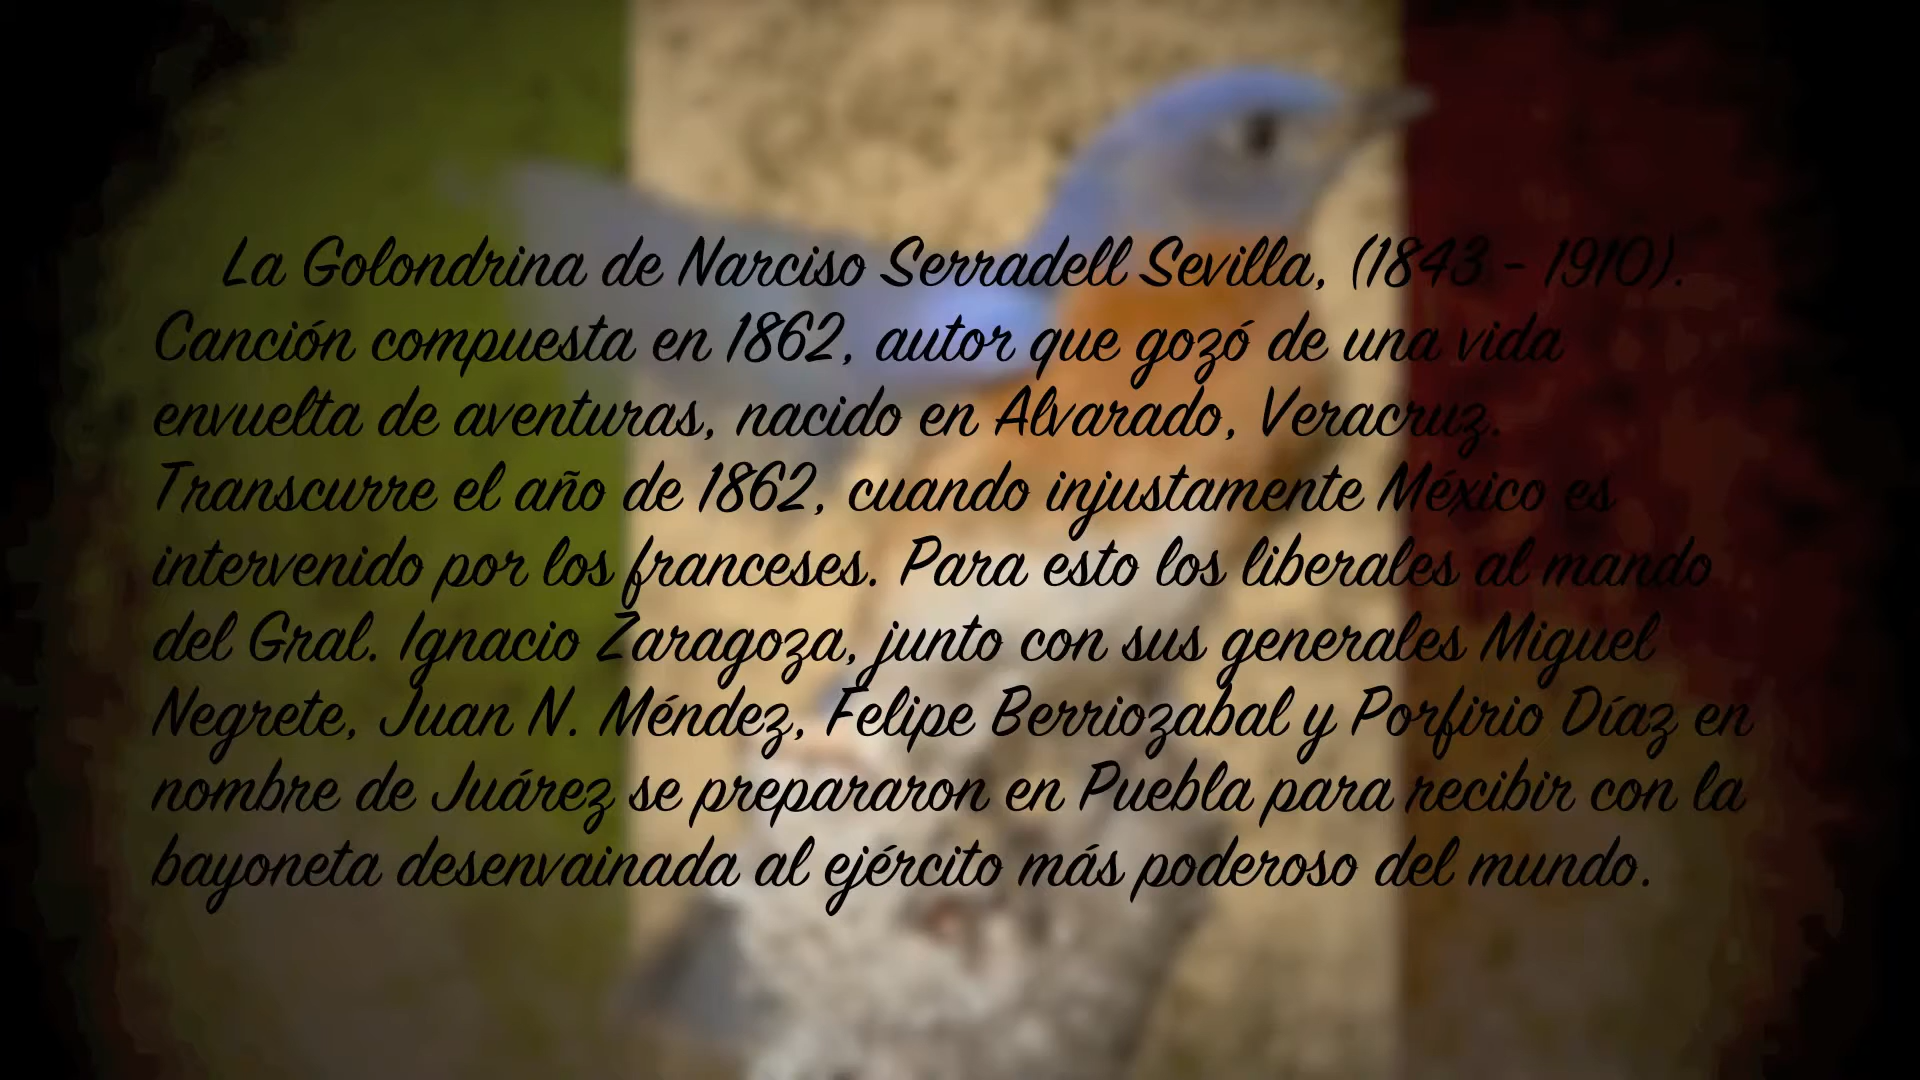 La Golondrina de Narciso Serradell Sevilla, (1843 - 1910).
Canción compuesta en 1862, autor que gozó de una vida
envuelta de aventuras, nacido en Alvarado, Veracruz.
Transcurre el año de 1862, cuando injustamente México es
intervenido por los franceses. Para esto los liberales al mando
del Gral. Ignacio Zaragoza, junto con sus generales Miguel
Negrete, Juan N. Méndez, Felipe Berriozabal y Porfirio Díaz en
nombre de Juárez se prepararon en Puebla para recibir con la
bayoneta desenvainada al ejército más poderoso del mundo.